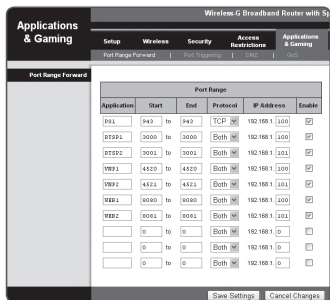 Wireless-G Broadband Router with Sp
Applications & Gaming
Setup Wireless Security Access Restrictions Applications & Gaming
Port Range Forward | Port Triggering | DMZ | QoS
Port Range Forward
Port Range
Application Start End Protocol IP Address Enable
PS1 943 to 943 TCP 192.168.1. 100
RTSP1 3000 to 3000 Both 192.168.1. 100
RTSP2 3001 to 3001 Both 192.168.1. 101
VNP1 4520 to 4520 Both 192.168.1. 100
VNP2 4521 to 4521 Both 192.168.1. 101
WEB1 8080 to 8080 Both 192.168.1. 100
WEB2 8081 to 8081 Both 192.168.1. 101
0 to 0 Both 192.168.1. 0
0 to 0 Both 192.168.1. 0
0 to 0 Both 192.168.1. 0
Save Settings Cancel Changes